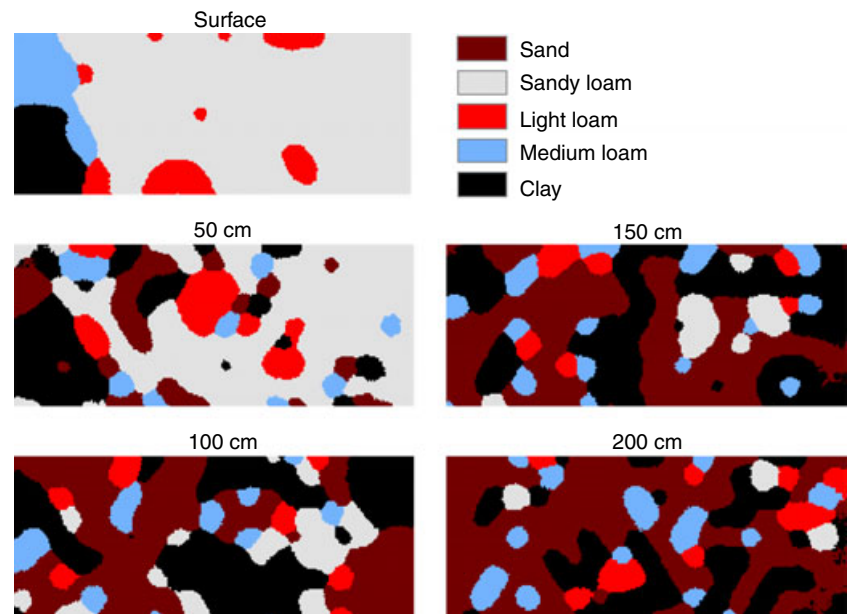 Surface
Sand
Sandy loam
Light loam
Medium loam
Clay
50 cm
150 cm
100 cm
200 cm